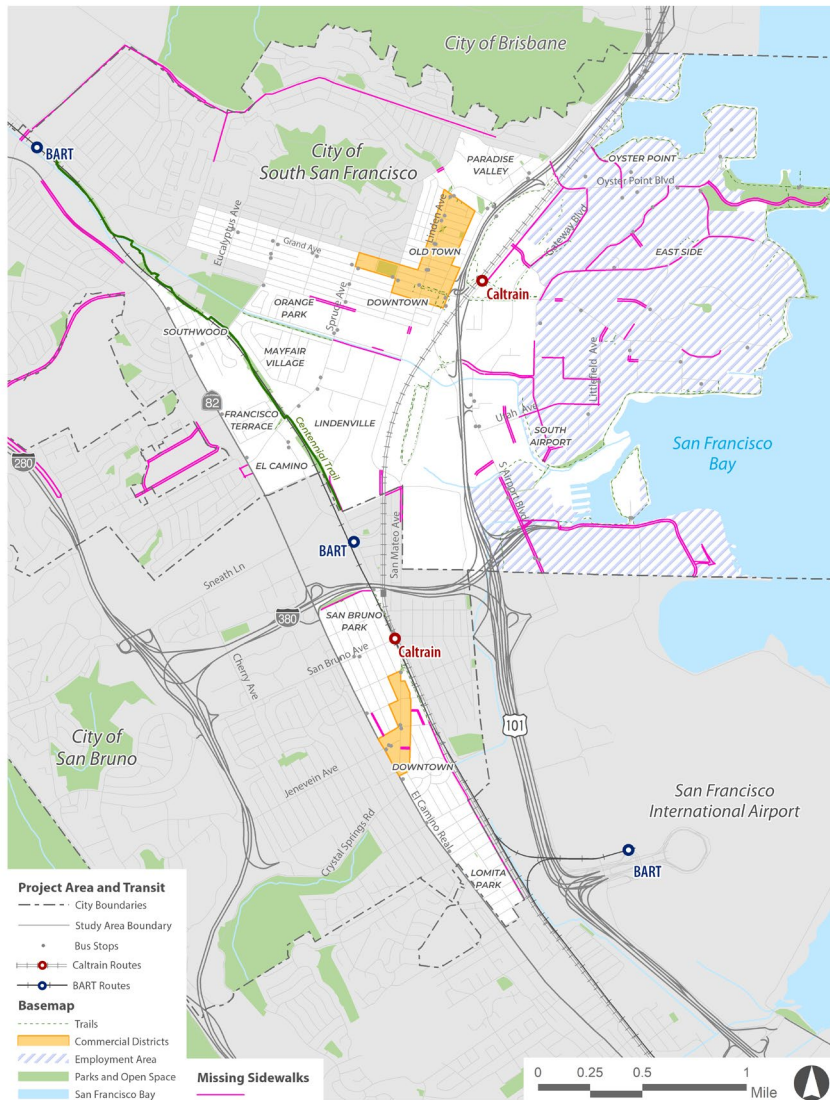 City of Brisbane
BART
City of
South San Francisco
PARADISE
VALLEY
OYSTER POINT
Oyster Point Blvd
Eucalyptus Ave
Linden Ave
Gateway Blvd
Grand Ave
OLD TOWN
EAST SIDE
Caltrain
ORANGE
PARK
Spruce Ave
DOWNTOWN
SOUTHWOOD
MAYFAIR
VILLAGE
Littlefield Ave
82
FRANCISCO
TERRACE
Centennial Trail
LINDENVILLE
Utah Ave
SOUTH
AIRPORT
San Francisco
Bay
280
EL CAMINO
S Airport Blvd
BART
San Mateo Ave
Sneath Ln
380
SAN BRUNO
PARK
Caltrain
San Bruno Ave
Cherry Ave
101
City of
San Bruno
DOWNTOWN
Jenevein Ave
San Francisco
International Airport
El Camino Real
Crystal Springs Rd
BART
LOMITA
PARK
Project Area and Transit
City Boundaries
Study Area Boundary
Bus Stops
Caltrain Routes
BART Routes
Basemap
Trails
Commercial Districts
Employment Area
Parks and Open Space
San Francisco Bay
Missing Sidewalks
0 0.25 0.5 1
Mile